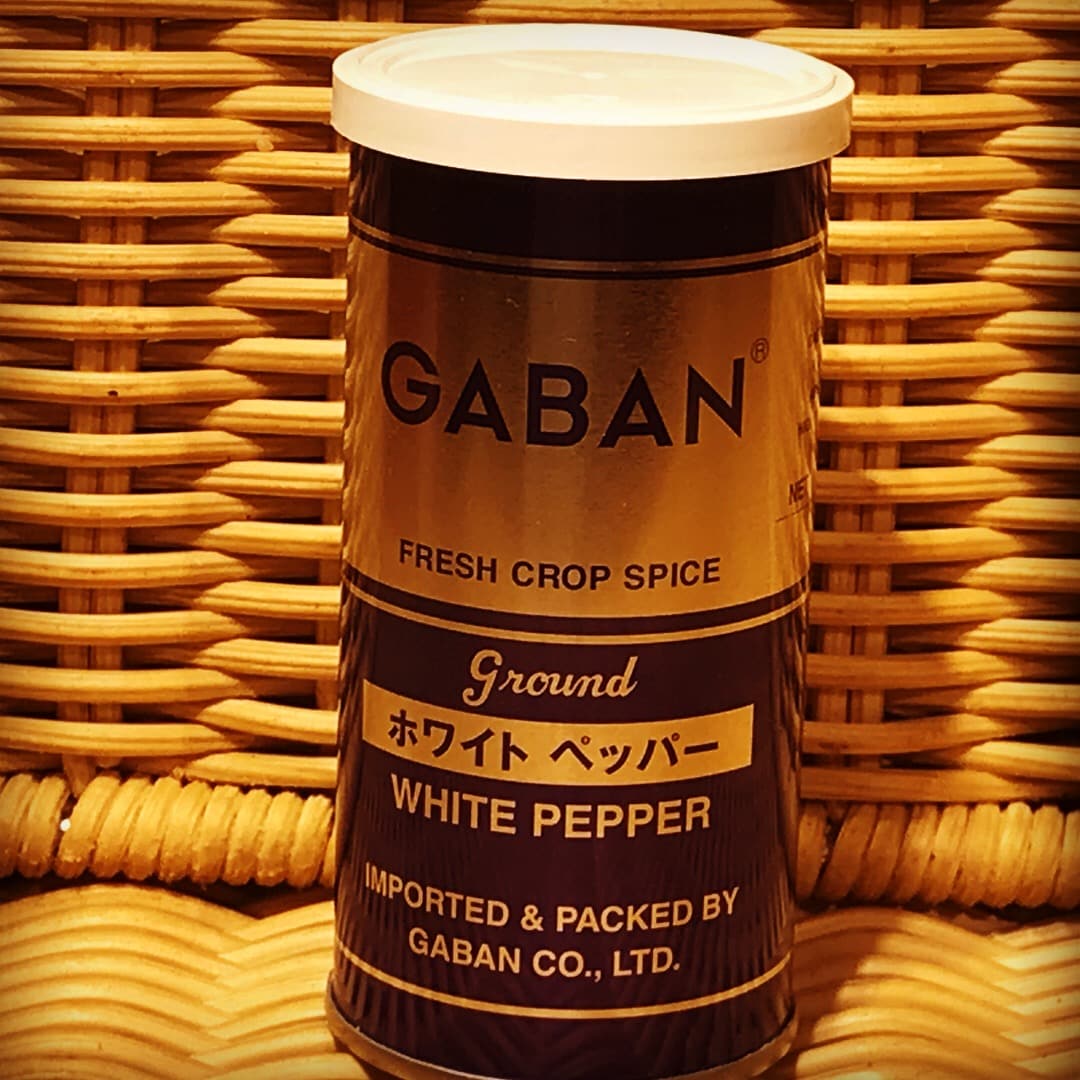 GABAN®
FRESH CROP SPICE
Ground
ホワイト ペッパー
WHITE PEPPER
IMPORTED & PACKED BY
GABAN CO., LTD.
NET